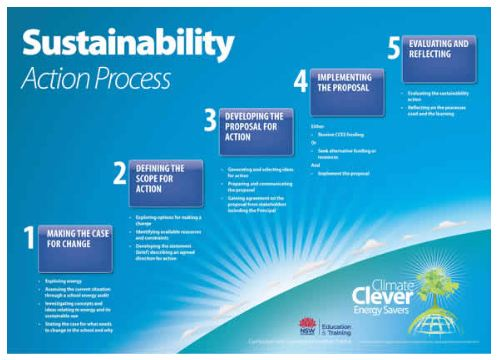 Sustainability
Action Process
5
EVALUATING AND
REFLECTING
• Evaluating the sustainability
action
• Reflecting on the processes
used and the learning
4
IMPLEMENTING
THE PROPOSAL
Either
• Receive CCES funding
Or
• Seek alternative funding or
resources
And
• Implement the proposal
3
DEVELOPING THE
PROPOSAL FOR
ACTION
• Generating and selecting ideas
for action
• Preparing and communicating
the proposal
• Gaining agreement on the
proposal from stakeholders
including the Principal
2
DEFINING THE
SCOPE FOR
ACTION
• Exploring options for making a
change
• Identifying available resources
and constraints
• Developing the statement
(brief) describing an agreed
direction for action
1
MAKING THE CASE
FOR CHANGE
• Exploring energy
• Assessing the current situation
through a school energy audit
• Investigating concepts and
ideas relating to energy and its
sustainable use
• Stating the case for what needs
to change in the school and why
Climate
Clever
Energy Savers
NSW
Education
& Training